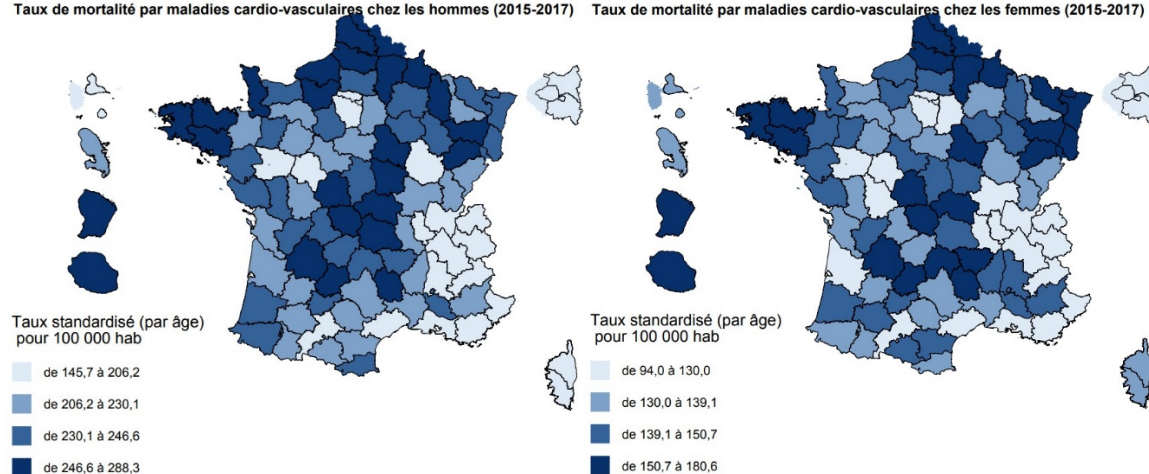 Taux de mortalité par maladies cardio-vasculaires chez les hommes (2015-2017)
Taux de mortalité par maladies cardio-vasculaires chez les femmes (2015-2017)
Taux standardisé (par âge)
pour 100 000 hab
de 145,7 à 206,2
de 206,2 à 230,1
de 230,1 à 246,6
de 246,6 à 288,3
Taux standardisé (par âge)
pour 100 000 hab
de 94,0 à 130,0
de 130,0 à 139,1
de 139,1 à 150,7
de 150,7 à 180,6